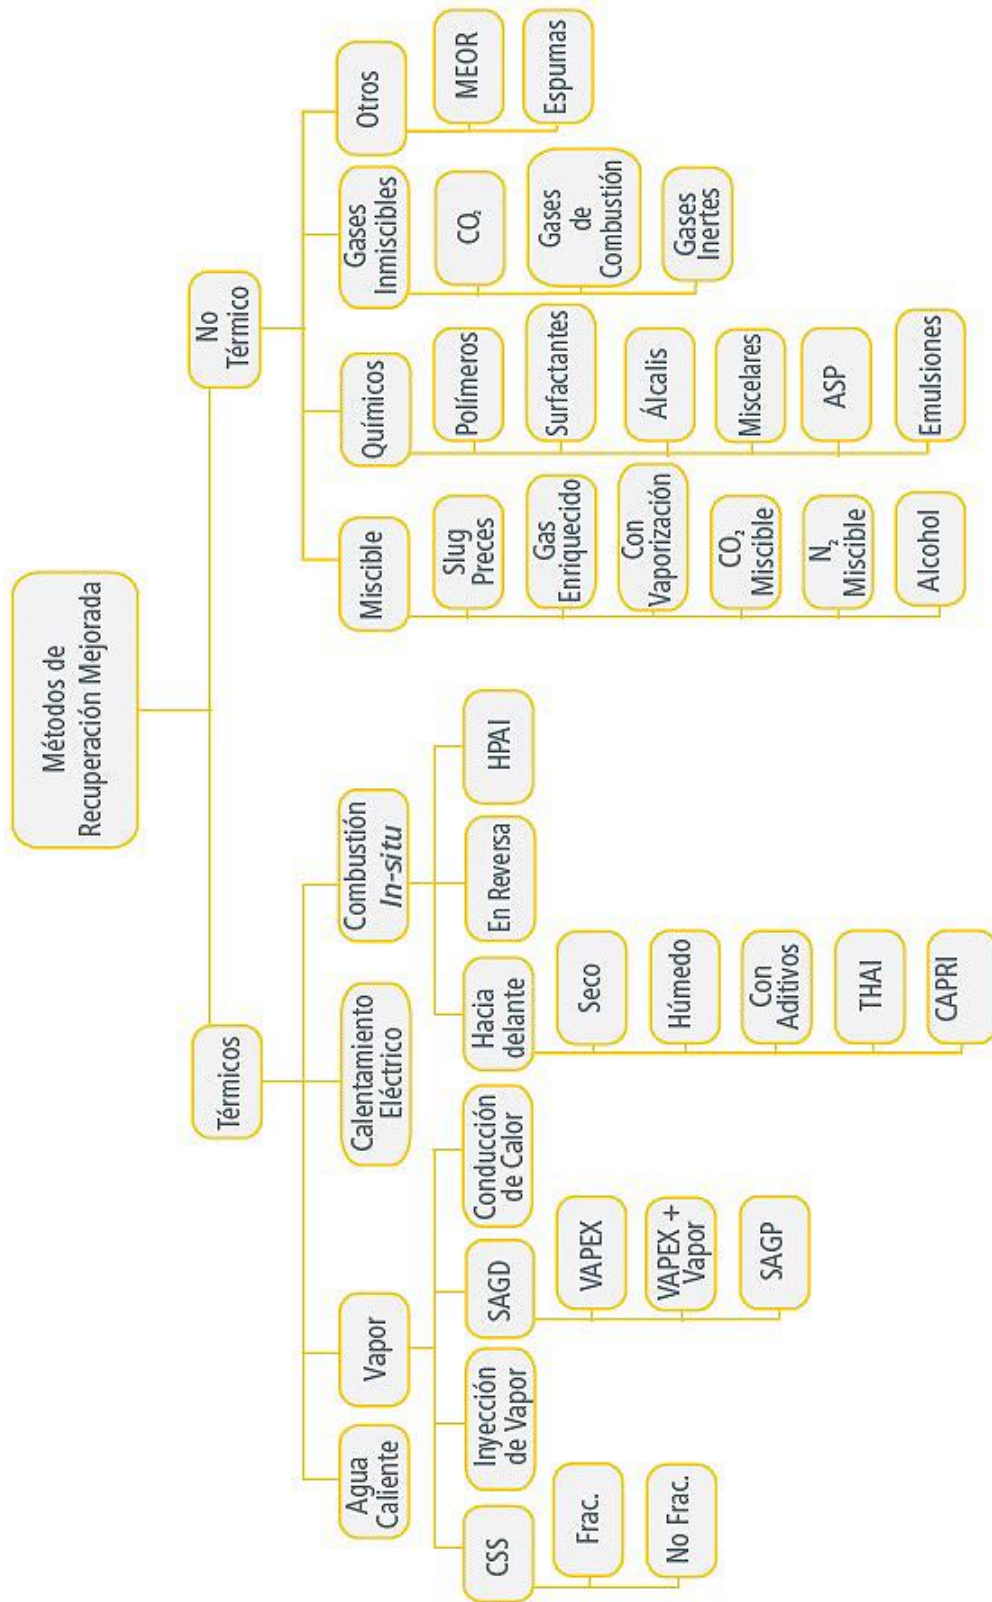 Métodos de
Recuperación Mejorada
Térmicos
No
Térmico
Agua
Caliente
Vapor
Calentamiento
Eléctrico
Combustión
In-situ
Miscible
Químicos
Gases
Inmiscibles
Otros
CSS
Inyección
de Vapor
SAGD
Conducción
de Calor
Hacia
delante
En Reversa
HPAI
Frac.
No Frac.
VAPEX
VAPEX +
Vapor
SAGP
Seco
Húmedo
Con
Aditivos
THAI
CAPRI
Slug
Preces
Gas
Enriquecido
Con
Vaporización
CO₂
Miscible
N₂
Miscible
Alcohol
Polímeros
Surfactantes
Álcalis
Miscelares
ASP
Emulsiones
CO₂
Gases
de
Combustión
Gases
Inertes
MEOR
Espumas